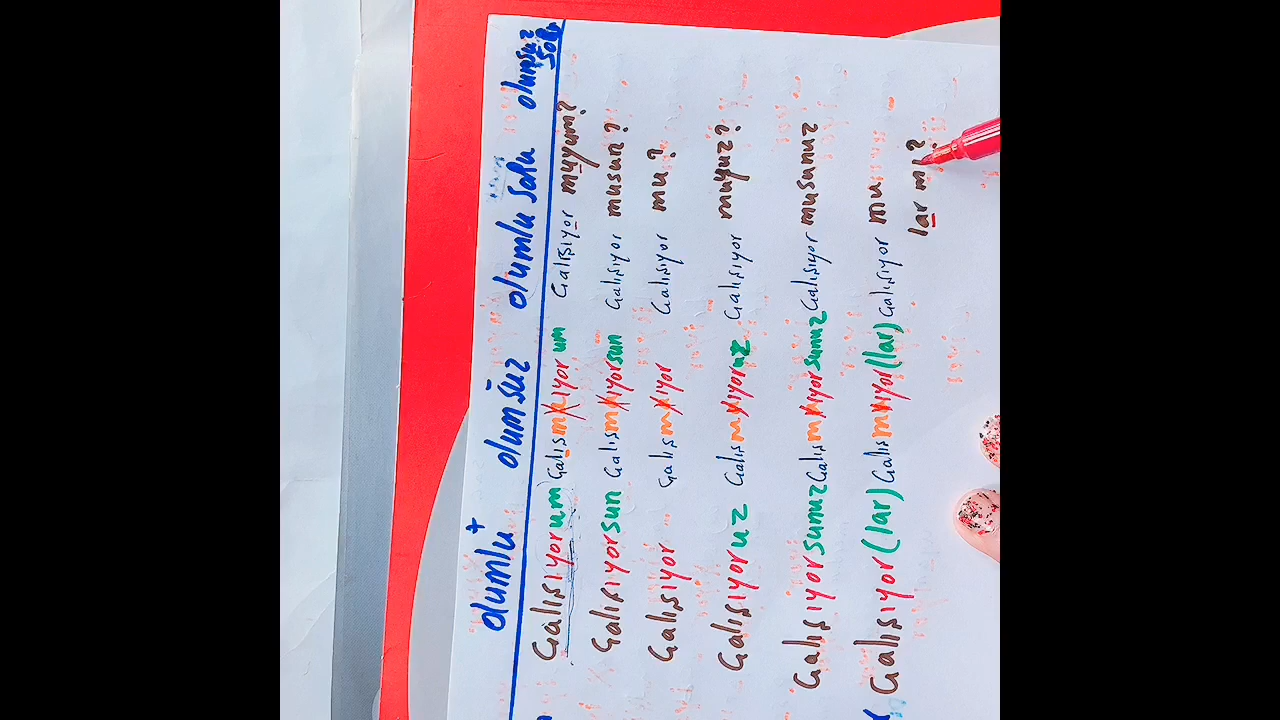 olumlu + olumsuz - olumlu soru olumsuz soru
Çalışıyorum Çalışmıyorum Çalışıyor muyum?
Çalışıyorsun Çalışmıyorsun Çalışıyor musun?
Çalışıyor Çalışmıyor Çalışıyor mu?
Çalışıyoruz Çalışmıyoruz Çalışıyor muyuz?
Çalışıyorsunuz Çalışmıyorsunuz Çalışıyor musunuz
Çalışıyor(lar) Çalışmıyor(lar) Çalışıyor mu
lar mı?